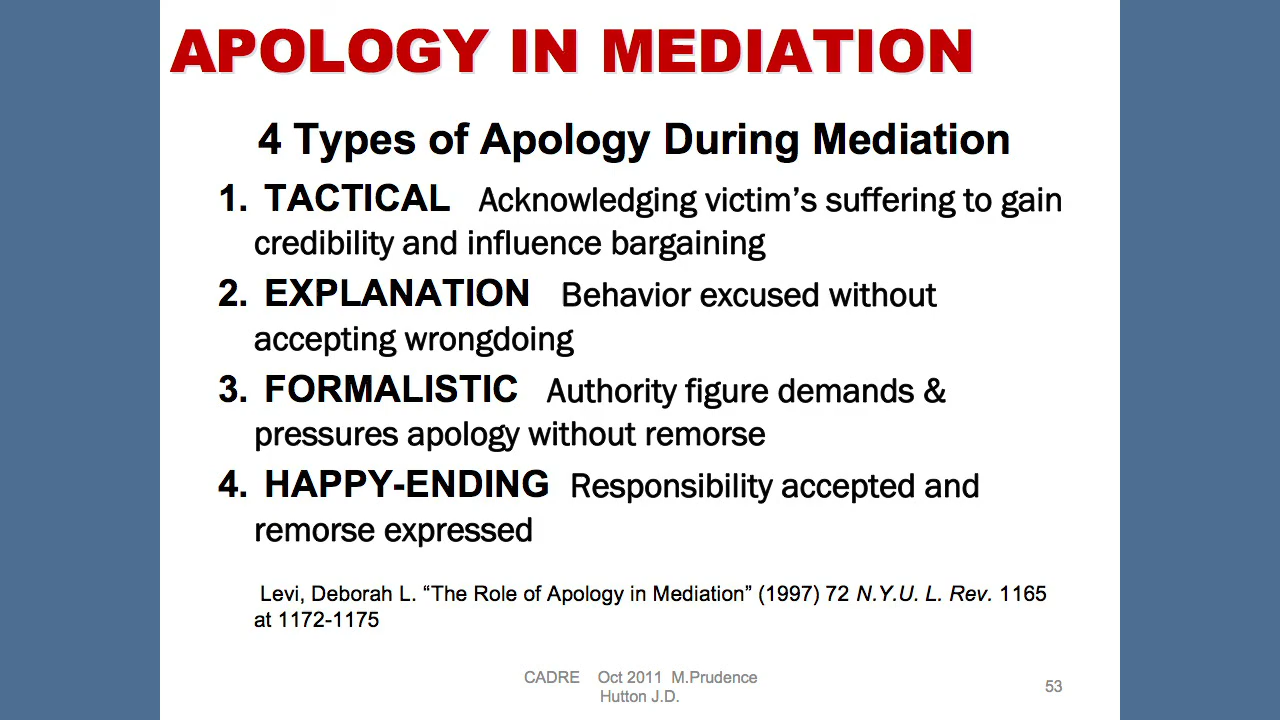 APOLOGY IN MEDIATION
4 Types of Apology During Mediation
1. TACTICAL Acknowledging victim’s suffering to gain
credibility and influence bargaining
2. EXPLANATION Behavior excused without
accepting wrongdoing
3. FORMALISTIC Authority figure demands &
pressures apology without remorse
4. HAPPY-ENDING Responsibility accepted and
remorse expressed
Levi, Deborah L. “The Role of Apology in Mediation” (1997) 72 N.Y.U. L. Rev. 1165
at 1172-1175
CADRE Oct 2011 M.Prudence
Hutton J.D.
53